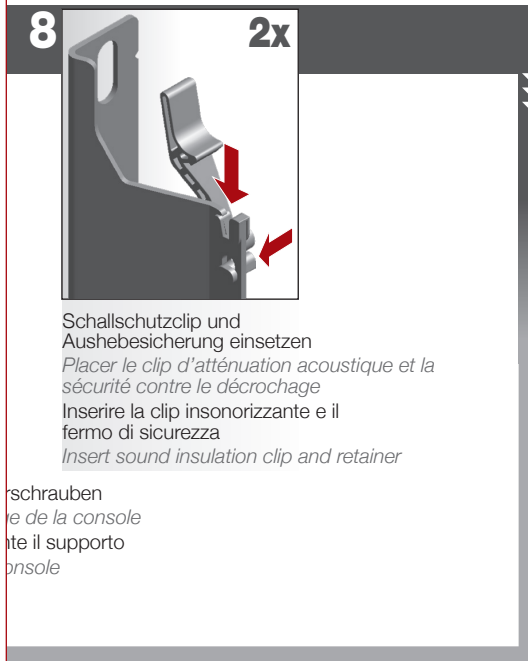 8
2x
Schallschutzclip und
Aushebesicherung einsetzen
Placer le clip d’atténuation acoustique et la
sécurité contre le décrochage
Inserire la clip insonorizzante e il
fermo di sicurezza
Insert sound insulation clip and retainer
rschrauben
de la console
nte il supporto
onsole